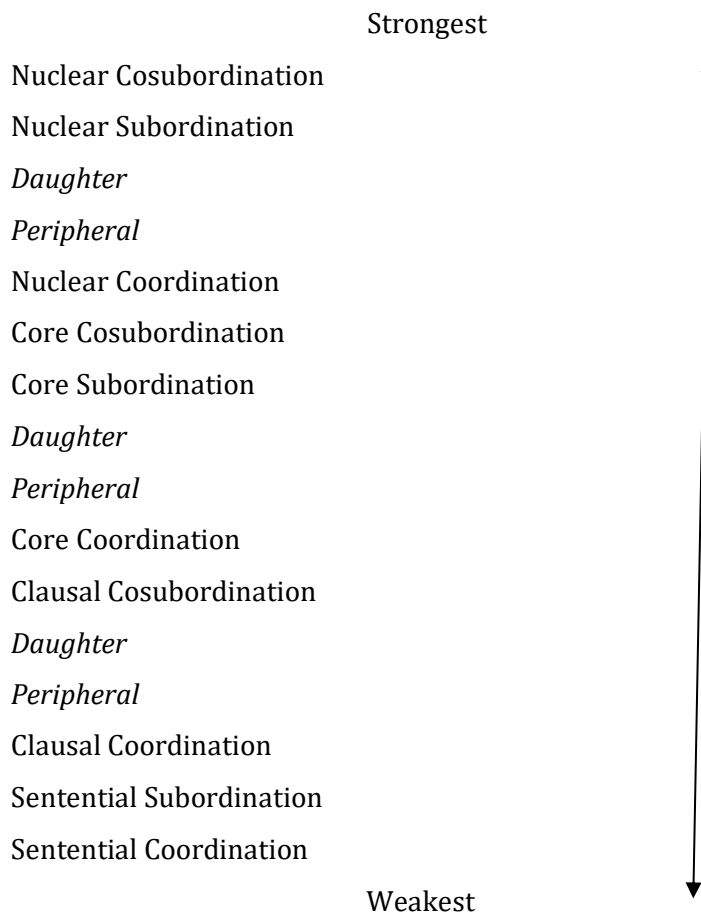 Strongest
Nuclear Cosubordination
Nuclear Subordination
Daughter
Peripheral
Nuclear Coordination
Core Cosubordination
Core Subordination
Daughter
Peripheral
Core Coordination
Clausal Cosubordination
Daughter
Peripheral
Clausal Coordination
Sentential Subordination
Sentential Coordination
Weakest